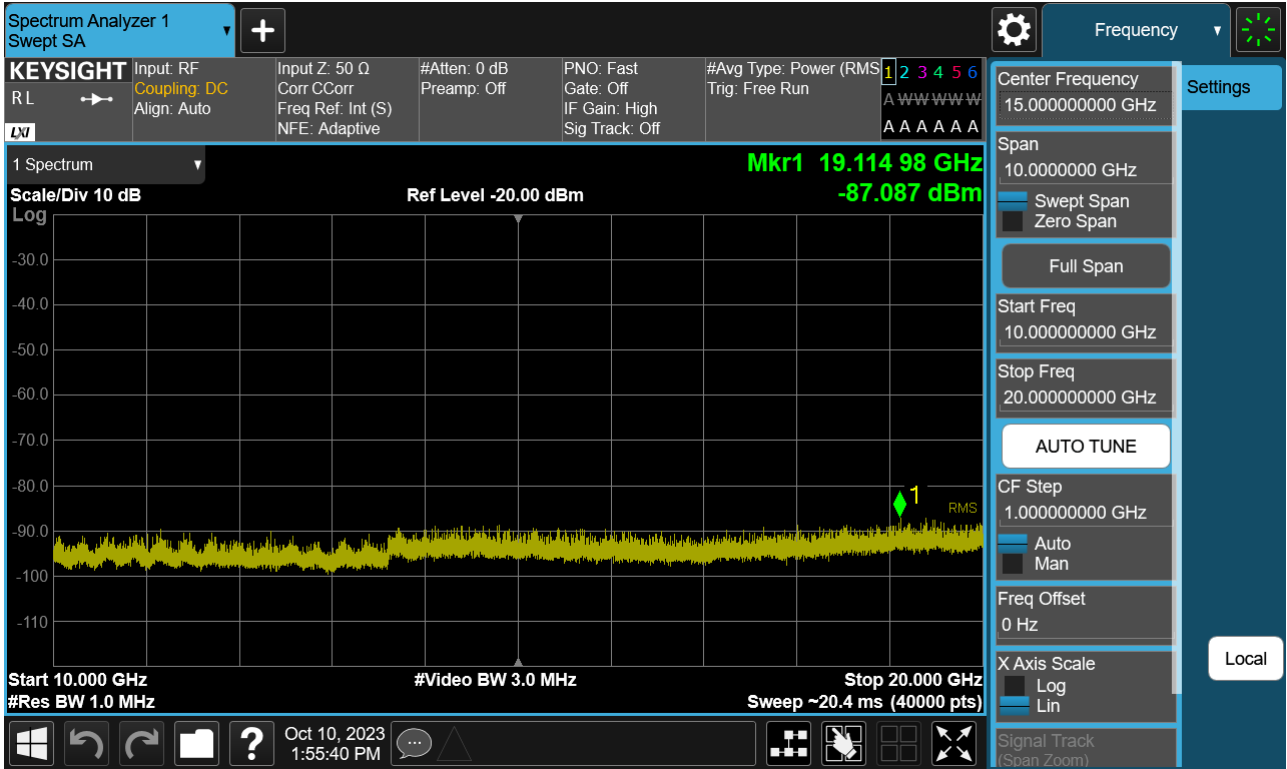 Spectrum Analyzer 1
Swept SA
+
Frequency
KEYSIGHT
R L
LXI
Input: RF
Coupling: DC
Align: Auto
Input Z: 50 Ω
Corr CCorr
Freq Ref: Int (S)
NFE: Adaptive
#Atten: 0 dB
Preamp: Off
PNO: Fast
Gate: Off
IF Gain: High
Sig Track: Off
#Avg Type: Power (RMS
Trig: Free Run
1 2 3 4 5 6
A W W W W W
A A A A A A
1 Spectrum
Mkr1 19.114 98 GHz
Scale/Div 10 dB
Ref Level -20.00 dBm
-87.087 dBm
Log
-30.0
-40.0
-50.0
-60.0
-70.0
-80.0
-90.0
-100
-110
1
RMS
Start 10.000 GHz
#Video BW 3.0 MHz
Stop 20.000 GHz
#Res BW 1.0 MHz
Sweep ~20.4 ms (40000 pts)
Center Frequency
15.000000000 GHz
Settings
Span
10.0000000 GHz
Swept Span
Zero Span
Full Span
Start Freq
10.000000000 GHz
Stop Freq
20.000000000 GHz
AUTO TUNE
CF Step
1.000000000 GHz
Auto
Man
Freq Offset
0 Hz
X Axis Scale
Log
Lin
Local
Signal Track
(Span Zoom)
?
Oct 10, 2023
1:55:40 PM